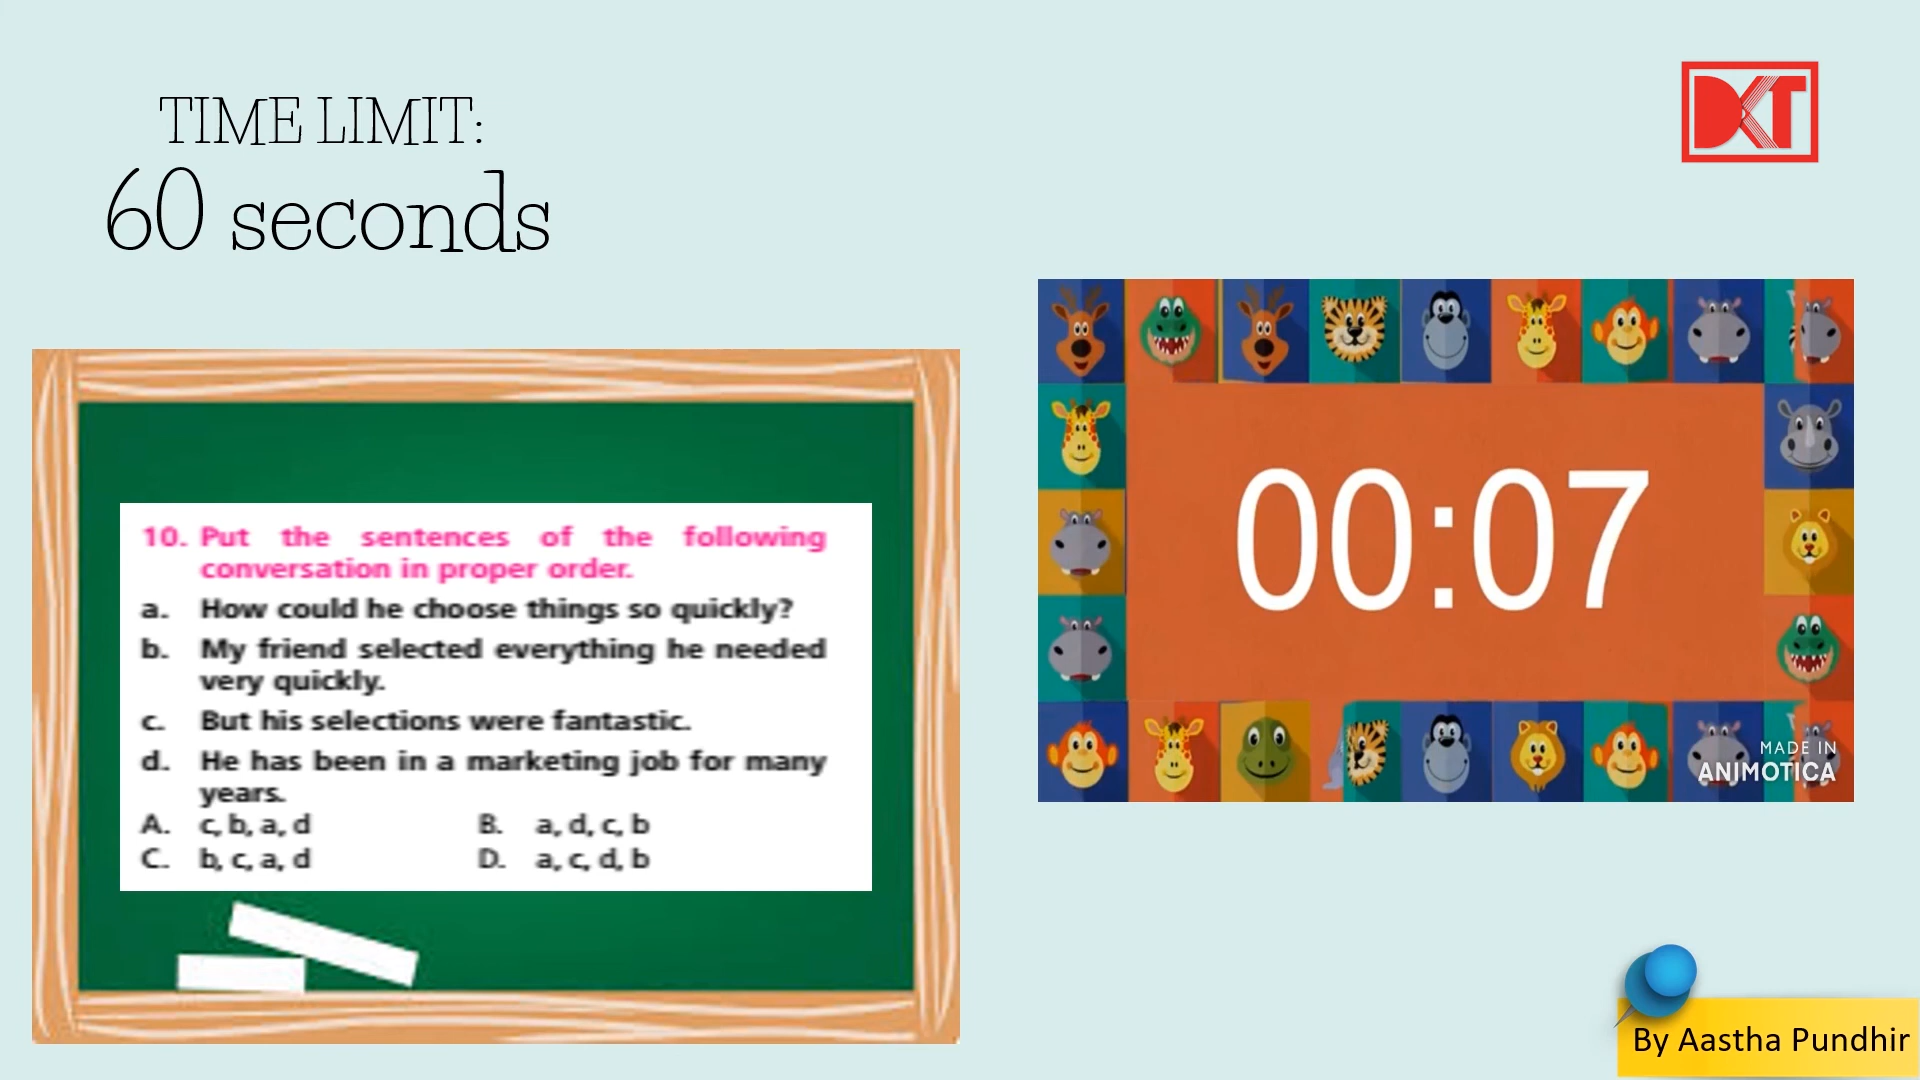 TIME LIMIT:
60 seconds
DKT
10. Put the sentences of the following
conversation in proper order.
a. How could he choose things so quickly?
b. My friend selected everything he needed
very quickly.
c. But his selections were fantastic.
d. He has been in a marketing job for many
years.
A. c, b, a, d B. a, d, c, b
C. b, c, a, d D. a, c, d, b
00:07
MADE IN
ANIMOTICA
By Aastha Pundhir